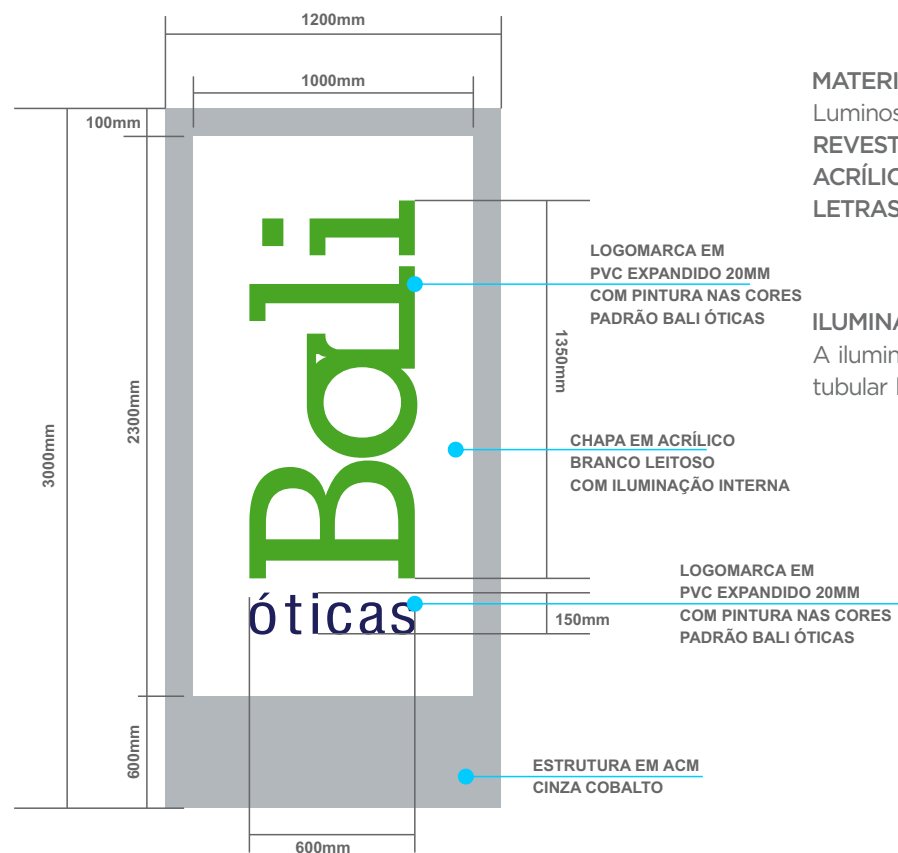 1200mm
1000mm
100mm
3000mm
2300mm
600mm
Bali
óticas
1350mm
150mm
600mm
LOGOMARCA EM
PVC EXPANDIDO 20MM
COM PINTURA NAS CORES
PADRÃO BALI ÓTICAS
CHAPA EM ACRÍLICO
BRANCO LEITOSO
COM ILUMINAÇÃO INTERNA
LOGOMARCA EM
PVC EXPANDIDO 20MM
COM PINTURA NAS CORES
PADRÃO BALI ÓTICAS
ESTRUTURA EM ACM
CINZA COBALTO
MATERI
Luminos
REVEST
ACRÍLIC
LETRAS
ILUMINA
A ilumin
tubular